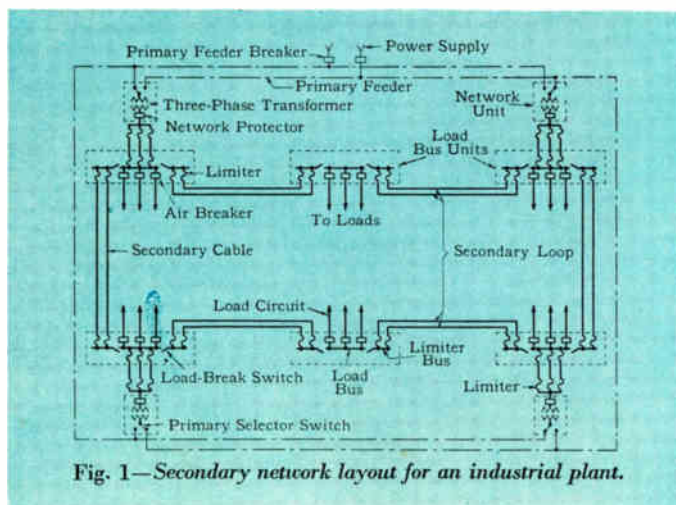 Primary Feeder Breaker
Power Supply
Primary Feeder
Three-Phase Transformer
Network Protector
Network
Unit
Load
Bus Units
Limiter
Air Breaker
To Loads
Secondary Cable
Secondary Loop
Load Circuit
Load-Break Switch
Load
Bus
Limiter
Bus
Limiter
Primary Selector Switch
Fig. 1—Secondary network layout for an industrial plant.